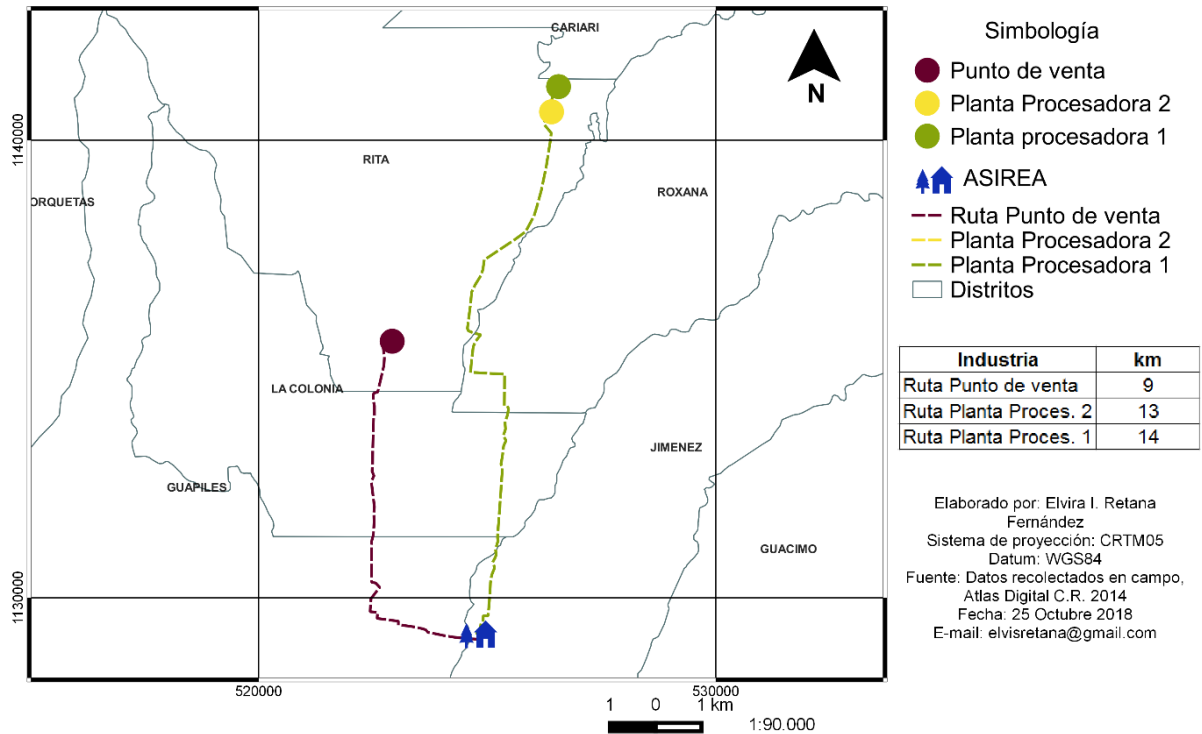 CARIARI
N
1140000
RITA
ORQUETAS
ROXANA
LA COLONIA
JIMENEZ
GUAPILES
GUACIMO
1130000
520000
530000
1 0 1 km
1:90.000
Simbología
Punto de venta
Planta Procesadora 2
Planta procesadora 1
ASIREA
Ruta Punto de venta
Planta Procesadora 2
Planta Procesadora 1
Distritos
Industria km
Ruta Punto de venta 9
Ruta Planta Proces. 2 13
Ruta Planta Proces. 1 14
Elaborado por: Elvira I. Retana
Fernández
Sistema de proyección: CRTM05
Datum: WGS84
Fuente: Datos recolectados en campo,
Atlas Digital C.R. 2014
Fecha: 25 Octubre 2018
E-mail: elvisretana@gmail.com